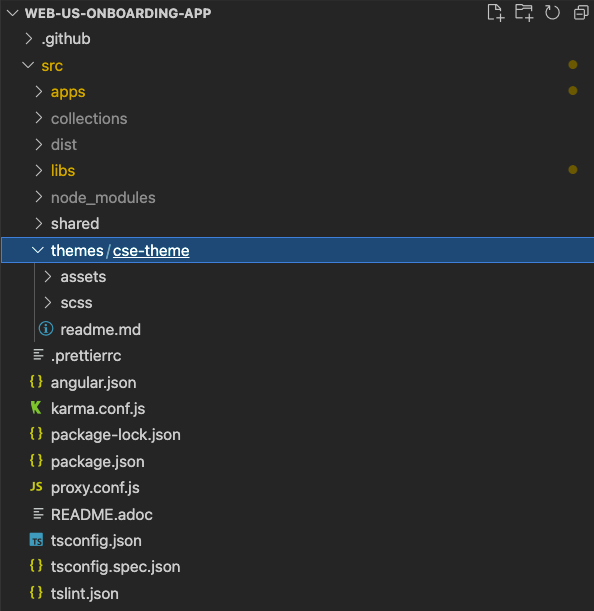 WEB-US-ONBOARDING-APP
.github
src
apps
collections
dist
libs
node_modules
shared
themes/cse-theme
assets
scss
readme.md
.prettierrc
{} angular.json
karma.conf.js
{} package-lock.json
{} package.json
JS proxy.conf.js
README.adoc
TS tsconfig.json
{} tsconfig.spec.json
{} tslint.json